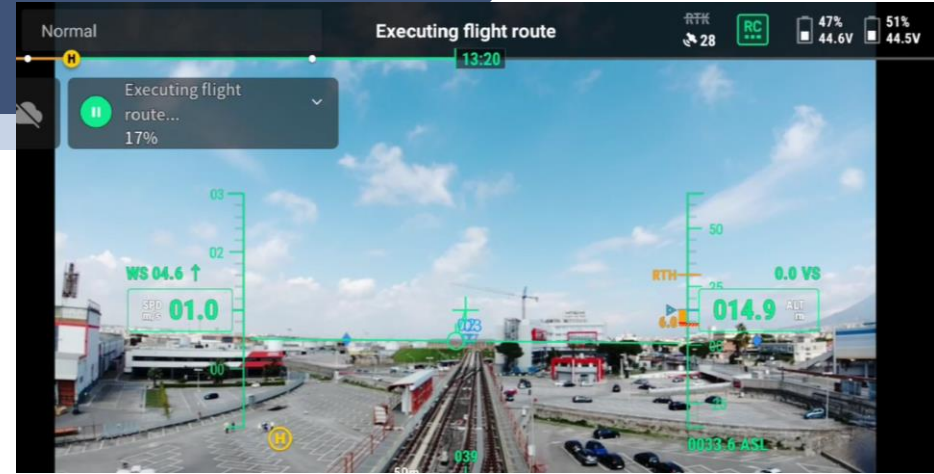 Normal
Executing flight route
RTK
28
RC
47%
44.6V
51%
44.5V
H
13:20
Executing flight
route...
17%
03
02
50
WS 04.6 ↑
RTH
0.0 VS
25
SPD
m/s
01.0
6.0
014.9
ALT
m
00
H
0033.6 ASL
039
50m